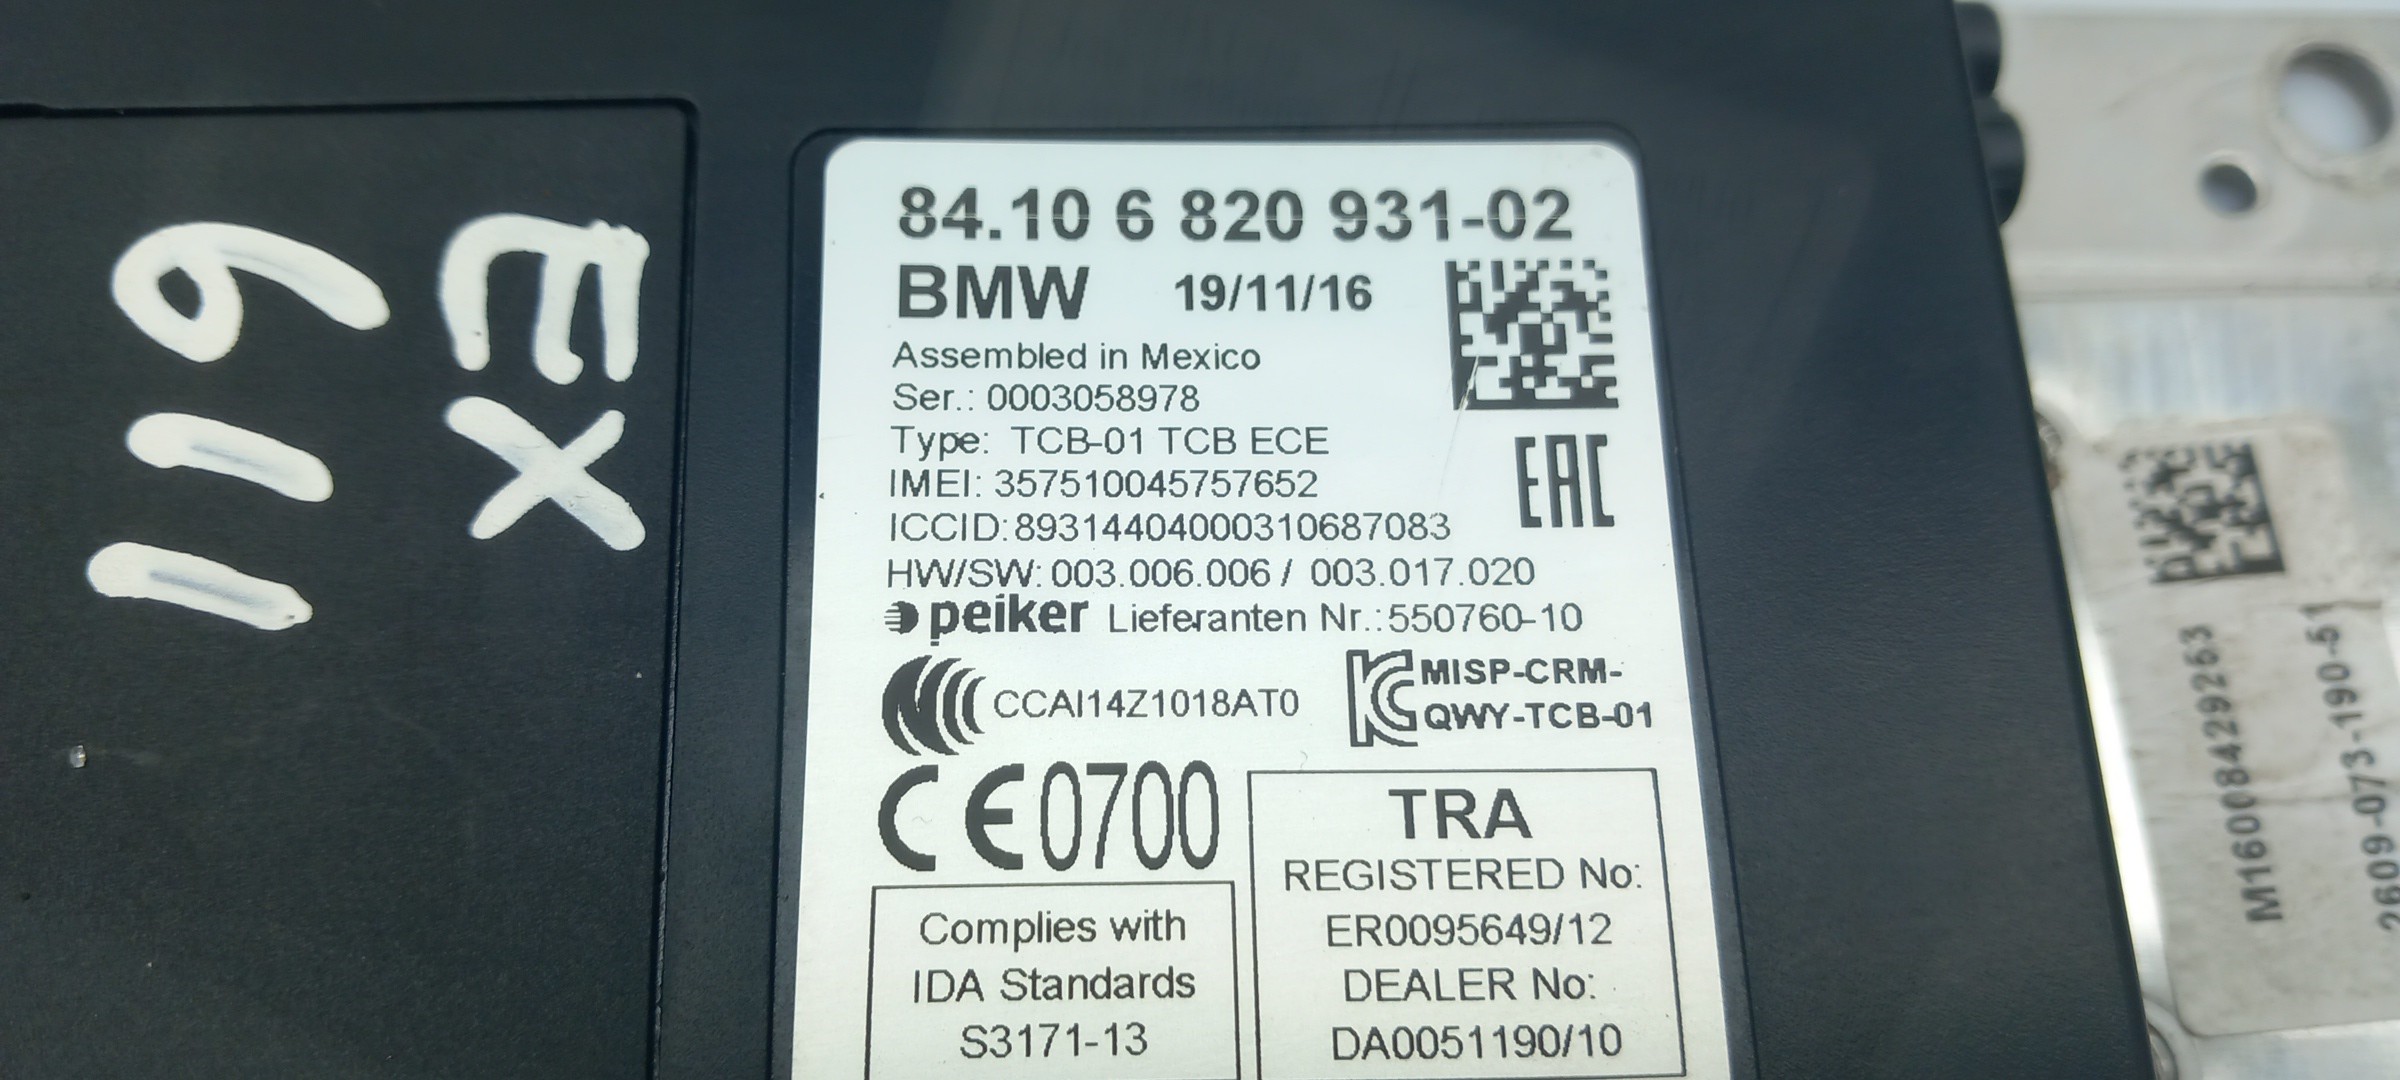 EX
611
84.10 6 820 931-02
BMW 19/11/16
Assembled in Mexico
Ser.: 0003058978
Type: TCB-01 TCB ECE
IMEI: 357510045757652
ICCID:89314404000310687083
HW/SW: 003.006.006 / 003.017.020
peiker Lieferanten Nr.:550760-10
EAC
CCAI14Z1018AT0
MISP-CRM-
QWY-TCB-01
CE0700
Complies with
IDA Standards
S3171-13
TRA
REGISTERED No:
ER0095649/12
DEALER No:
DA0051190/10
M1600842 9263
2609-073-190-51